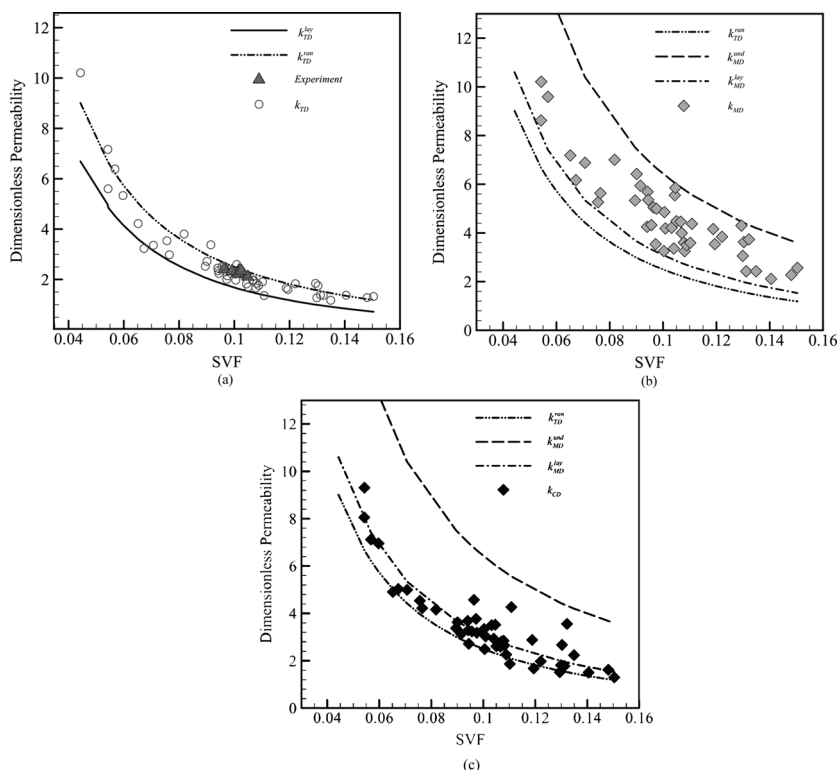 12
10
8
6
4
2
Dimensionless Permeability
k_TD^lay
k_TD^ran
Experiment
k_TD
0.04 0.06 0.08 0.1 0.12 0.14 0.16
SVF
(a)
12
10
8
6
4
2
0
Dimensionless Permeability
k_TD^ran
k_MD^und
k_MD^lay
k_MD
0.04 0.06 0.08 0.1 0.12 0.14 0.16
SVF
(b)
12
10
8
6
4
2
0
Dimensionless Permeability
k_TD^ran
k_MD^und
k_MD^lay
k_CD
0.04 0.06 0.08 0.1 0.12 0.14 0.16
SVF
(c)